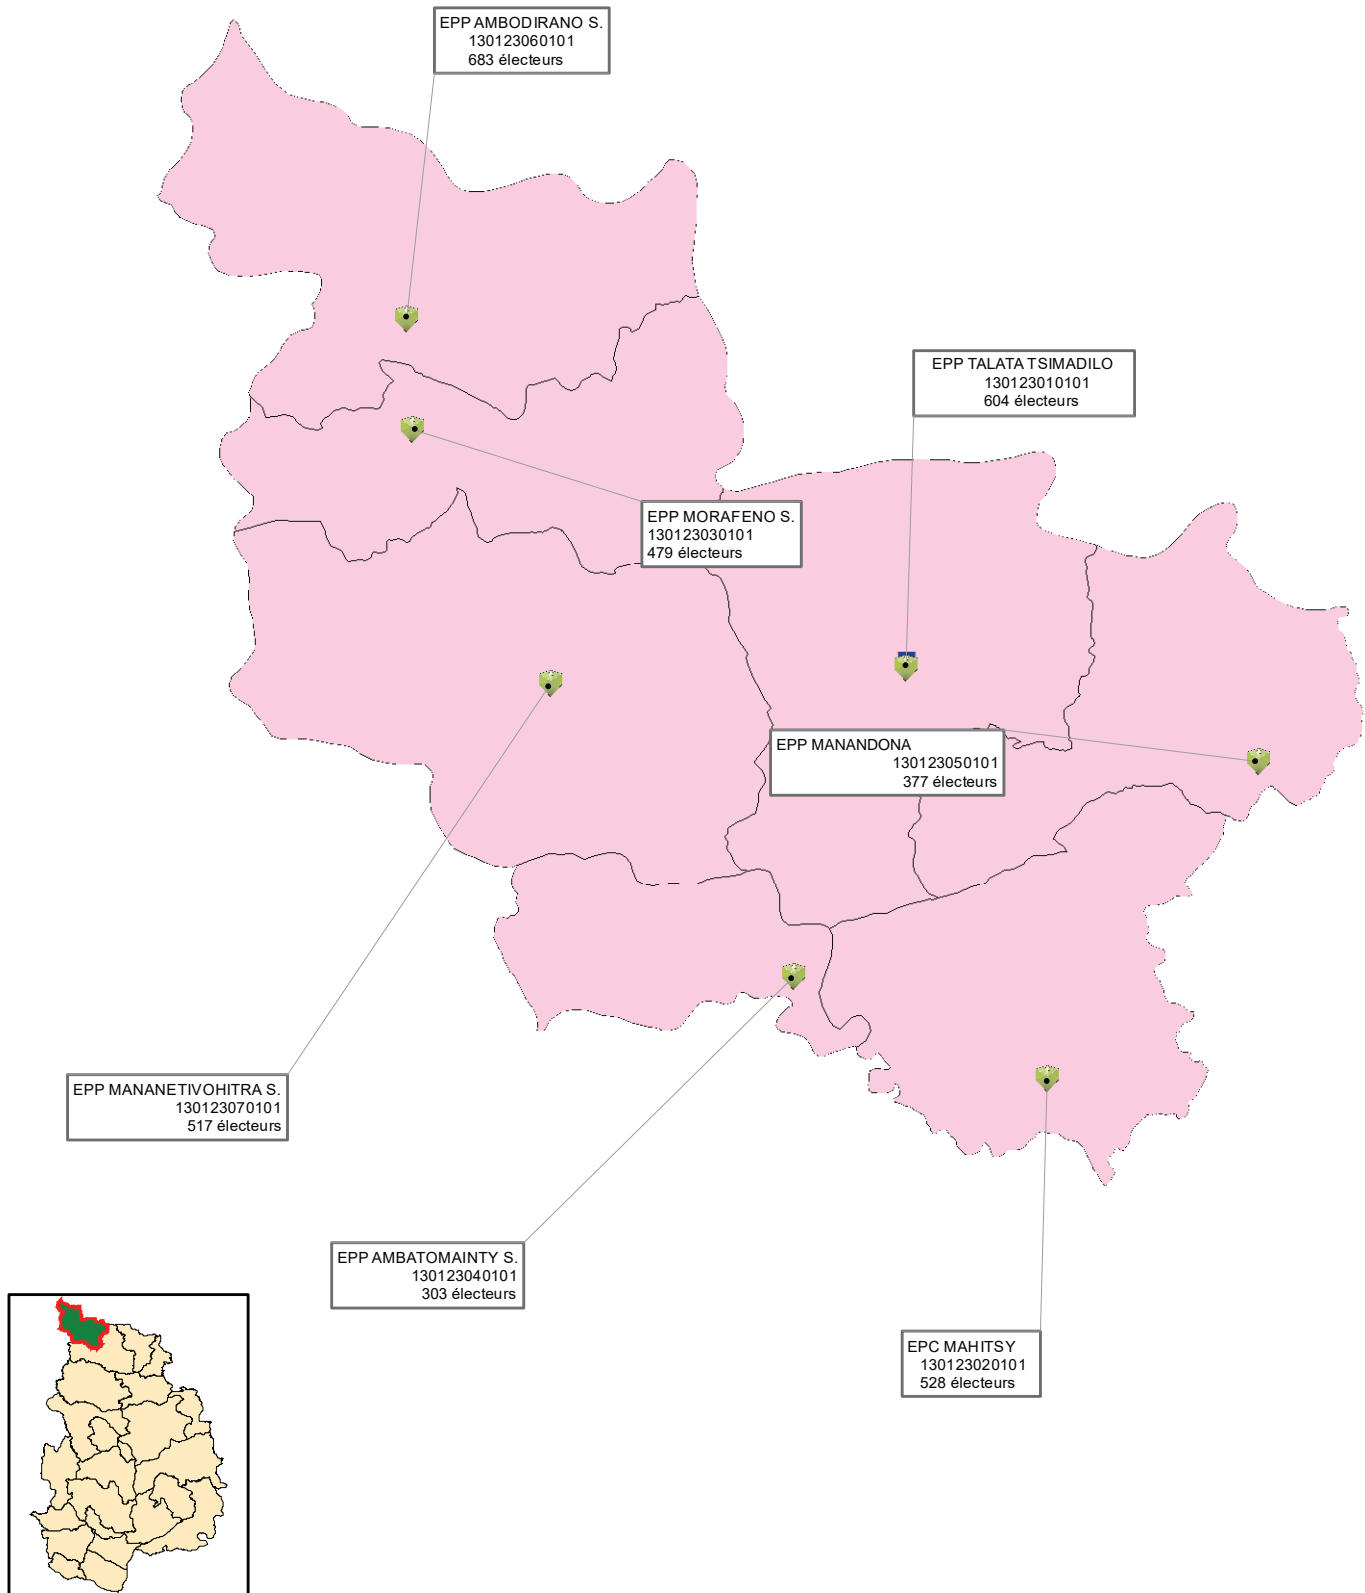 EPP AMBODIRANO S.
130123060101
683 électeurs
EPP TALATA TSIMADILO
130123010101
604 électeurs
EPP MORAFENO S.
130123030101
479 électeurs
EPP MANANDONA
130123050101
377 électeurs
EPP MANANETIVOHITRA S.
130123070101
517 électeurs
EPP AMBATOMAINTY S.
130123040101
303 électeurs
EPC MAHITSY
130123020101
528 électeurs